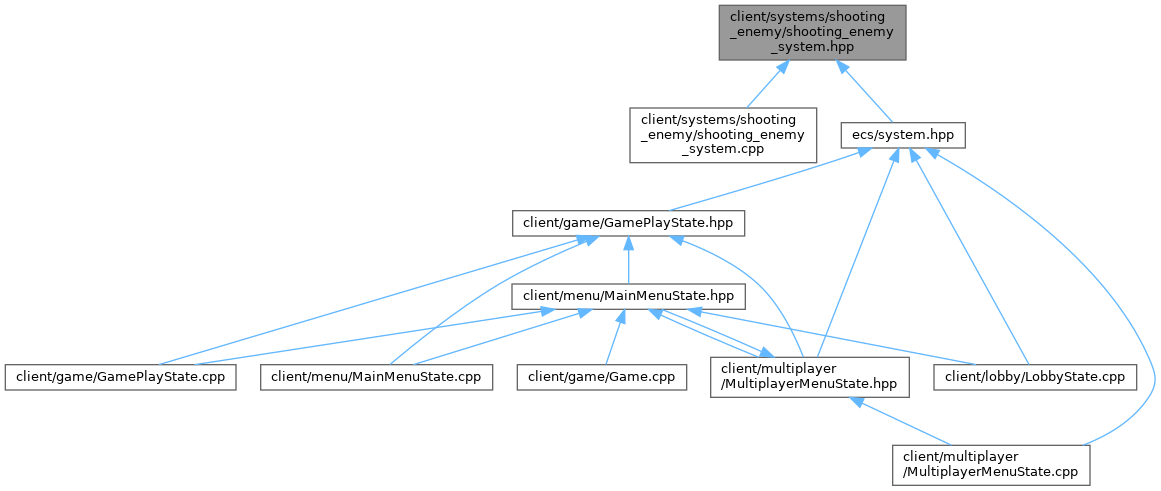 client/systems/shooting
_enemy/shooting_enemy
_system.hpp
client/systems/shooting
_enemy/shooting_enemy
_system.cpp
ecs/system.hpp
client/game/GamePlayState.hpp
client/menu/MainMenuState.hpp
client/game/GamePlayState.cpp
client/menu/MainMenuState.cpp
client/game/Game.cpp
client/multiplayer
/MultiplayerMenuState.hpp
client/lobby/LobbyState.cpp
client/multiplayer
/MultiplayerMenuState.cpp